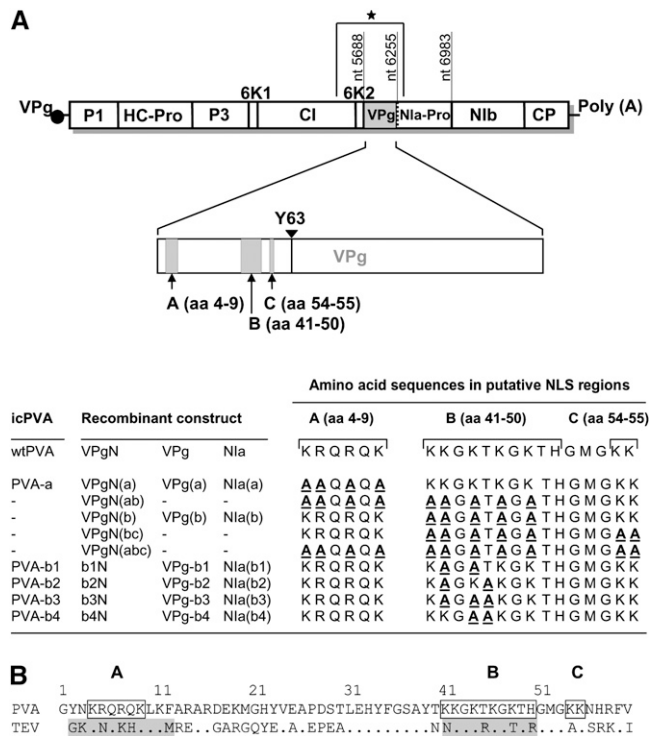 A
★
nt 5688
nt 6255
nt 6983
6K1
6K2
VPg P1 HC-Pro P3 CI VPg NIa-Pro NIb CP Poly (A)
Y63
VPg
A (aa 4-9)
C (aa 54-55)
B (aa 41-50)
Amino acid sequences in putative NLS regions
icPVA Recombinant construct A (aa 4-9) B (aa 41-50) C (aa 54-55)
wtPVA VPgN VPg NIa K R Q R Q K K K G K T K G K T H G M G K K
PVA-a VPgN(a) VPg(a) NIa(a) A A Q A Q A K K G K T K G K T H G M G K K
- VPgN(ab) - - A A Q A Q A A A G A T A G A T H G M G K K
- VPgN(b) VPg(b) NIa(b) K R Q R Q K A A G A T A G A T H G M G K K
- VPgN(bc) - - K R Q R Q K A A G A T A G A T H G M G A A
- VPgN(abc) - - A A Q A Q A A A G A T A G A T H G M G A A
PVA-b1 b1N VPg-b1 NIa(b1) K R Q R Q K K A G A T K G K T H G M G K K
PVA-b2 b2N VPg-b2 NIa(b2) K R Q R Q K K A G K A K G K T H G M G K K
PVA-b3 b3N VPg-b3 NIa(b3) K R Q R Q K K A G A A K G K T H G M G K K
PVA-b4 b4N VPg-b4 NIa(b4) K R Q R Q K K K G A A K G K T H G M G K K
B A B C
1 11 21 31 41 51
PVA GYNKRQRQKLKFARARDEKMGHYVEAPDSTLEHYFGSAYTKKGKTKGKTHGMGKKNHRFV
TEV GK.N.KH...MRE..GARGQYE.A.EPEA..........N...R..T.R....A.SRK.I